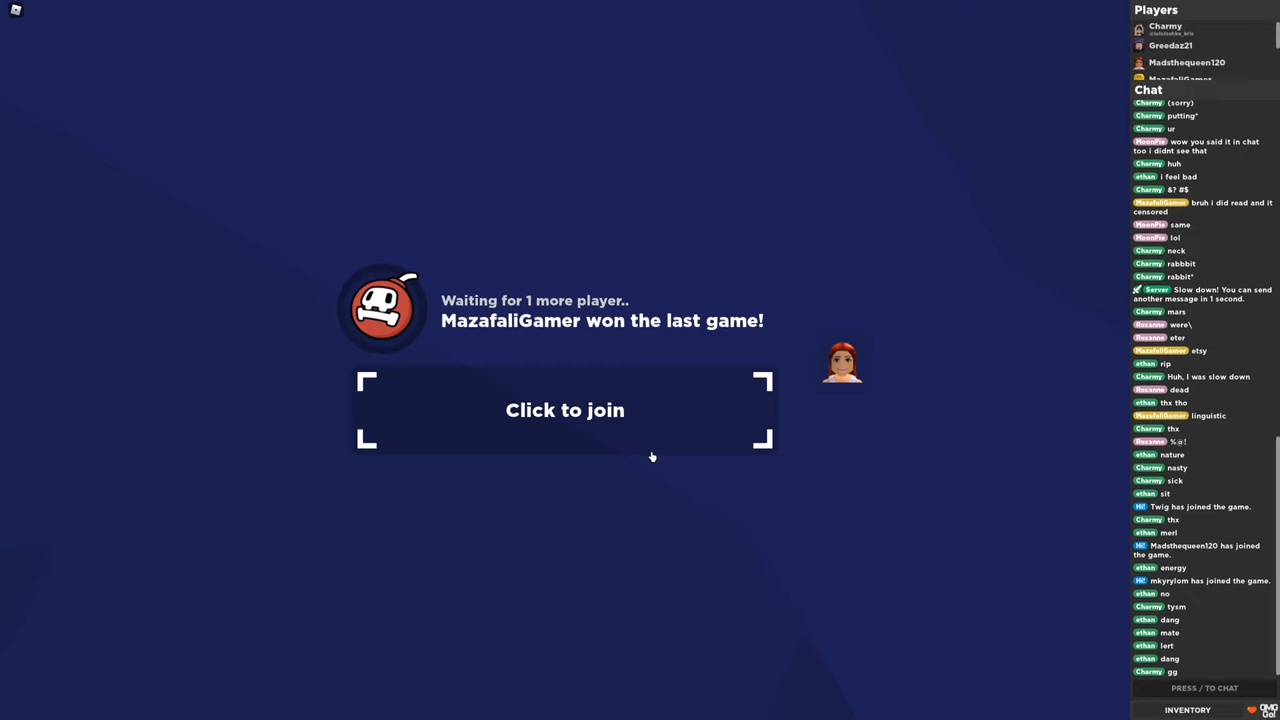 Players
Charmy
Greedaz21
Madsthequeen120
MazafaliGamer
Chat
Charmy (sorry)
Charmy putting*
Charmy ur
MoonPie wow you said it in chat
too i didnt see that
Charmy huh
ethan i feel bad
Charmy &? #$
MazafaliGamer bruh i did read and it
censored
MoonPie same
MoonPie lol
Charmy neck
Charmy rabbbit
Charmy rabbit*
Server Slow down! You can send
another message in 1 second.
Charmy mars
Roxanne were\
Roxanne eter
MazafaliGamer etsy
ethan rip
Charmy Huh, I was slow down
Roxanne dead
ethan thx tho
MazafaliGamer linguistic
Charmy thx
Roxanne %@!
ethan nature
Charmy nasty
Charmy sick
ethan sit
Hi! Twig has joined the game.
Charmy thx
ethan merl
Hi! Madsthequeen120 has joined
the game.
ethan energy
Hi! mkyrylom has joined the game.
ethan no
Charmy tysm
ethan dang
ethan mate
ethan lert
ethan dang
Charmy gg
PRESS / TO CHAT
INVENTORY
OMG
Waiting for 1 more player..
MazafaliGamer won the last game!
Click to join